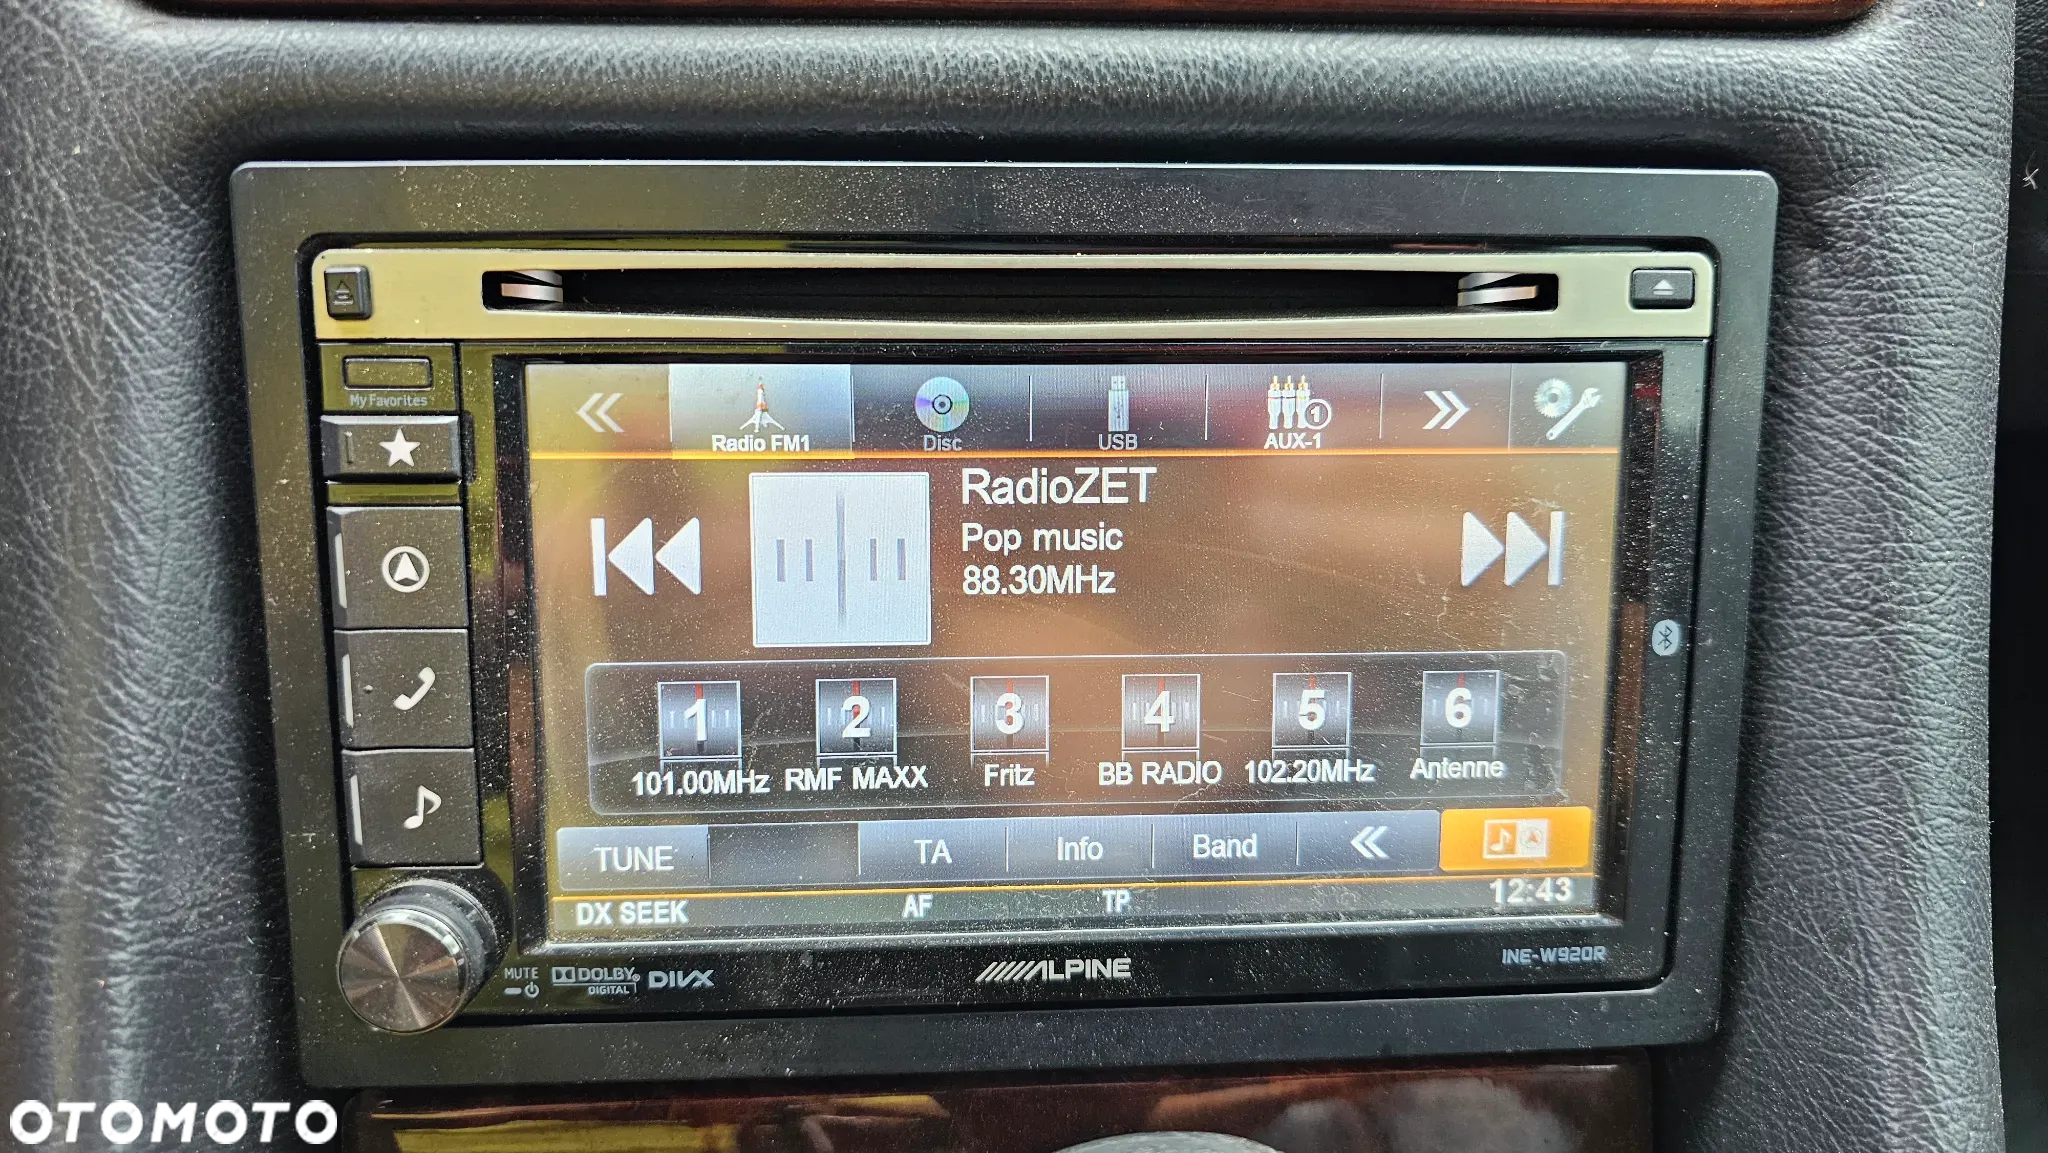 My Favorites
Radio FM1
Disc
USB
1
AUX-1
RadioZET
Pop music
88.30MHz
1 2 3 4 5 6
101.00MHz RMF MAXX Fritz BB RADIO 102.20MHz Antenne
TUNE TA Info Band
DX SEEK AF TP 12:43
MUTE
DOLBY DIGITAL DIVX
ALPINE
INE-W920R
OTOMOTO